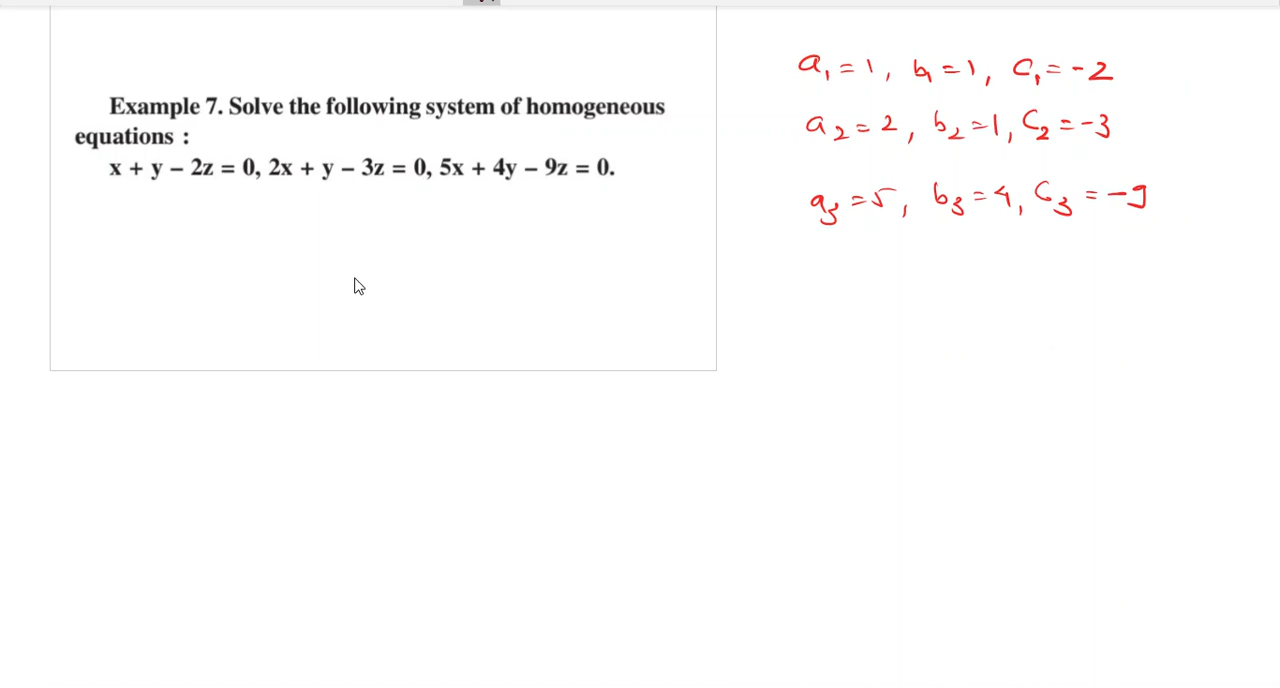 Example 7. Solve the following system of homogeneous
equations :
x + y − 2z = 0, 2x + y − 3z = 0, 5x + 4y − 9z = 0.
a₁ = 1, b₁ = 1, c₁ = -2
a₂ = 2, b₂ = 1, c₂ = -3
a₃ = 5, b₃ = 4, c₃ = -9